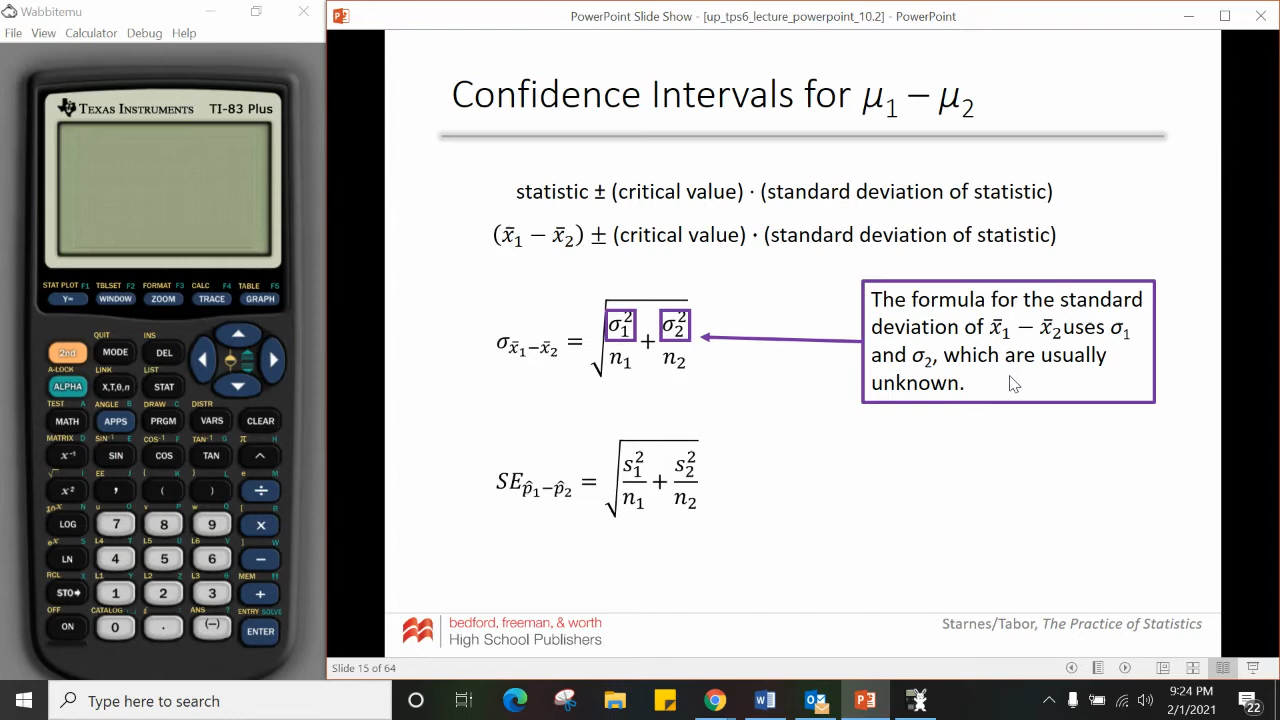 Wabbitemu
File View Calculator Debug Help
TEXAS INSTRUMENTS TI-83 Plus
STAT PLOT F1 TBLSET F2 FORMAT F3 CALC F4 TABLE F5
Y= WINDOW ZOOM TRACE GRAPH
QUIT INS
2nd MODE DEL
A-LOCK LINK LIST
ALPHA X,T,θ,n STAT
TEST A ANGLE B DRAW C DISTR
MATH APPS PRGM VARS CLEAR
MATRIX D SIN⁻¹ E COS⁻¹ F TAN⁻¹ G π H
x⁻¹ SIN COS TAN ^
√ I EE J { K } L e M
x² , ( ) ÷
10ˣ N u O v P w Q [ R
LOG 7 8 9 ×
eˣ S L4 T L5 U L6 V ] W
LN 4 5 6 −
RCL X L1 Y L2 Z L3 θ MEM "
STO➔ 1 2 3 +
OFF CATALOG i : ANS ? ENTRY SOLVE
ON 0 . (−) ENTER
PowerPoint Slide Show - [up_tps6_lecture_powerpoint_10.2] - PowerPoint
Confidence Intervals for μ₁ − μ₂
statistic ± (critical value) · (standard deviation of statistic)
(x̄₁ − x̄₂) ± (critical value) · (standard deviation of statistic)
σx̄₁−x̄₂ = √(σ₁²/n₁ + σ₂²/n₂)
The formula for the standard
deviation of x̄₁ − x̄₂ uses σ₁
and σ₂, which are usually
unknown.
SEp̂₁−p̂₂ = √(s₁²/n₁ + s₂²/n₂)
bedford, freeman, & worth
High School Publishers
Starnes/Tabor, The Practice of Statistics
Slide 15 of 64
Type here to search
9:24 PM
2/1/2021
22